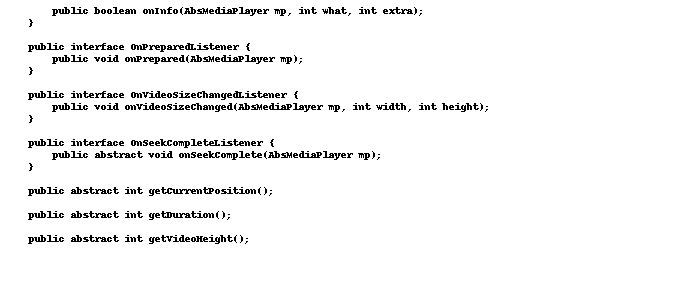 public boolean onInfo(AbsMediaPlayer mp, int what, int extra);
}
public interface OnPreparedListener {
public void onPrepared(AbsMediaPlayer mp);
}
public interface OnVideoSizeChangedListener {
public void onVideoSizeChanged(AbsMediaPlayer mp, int width, int height);
}
public interface OnSeekCompleteListener {
public abstract void onSeekComplete(AbsMediaPlayer mp);
}
public abstract int getCurrentPosition();
public abstract int getDuration();
public abstract int getVideoHeight();